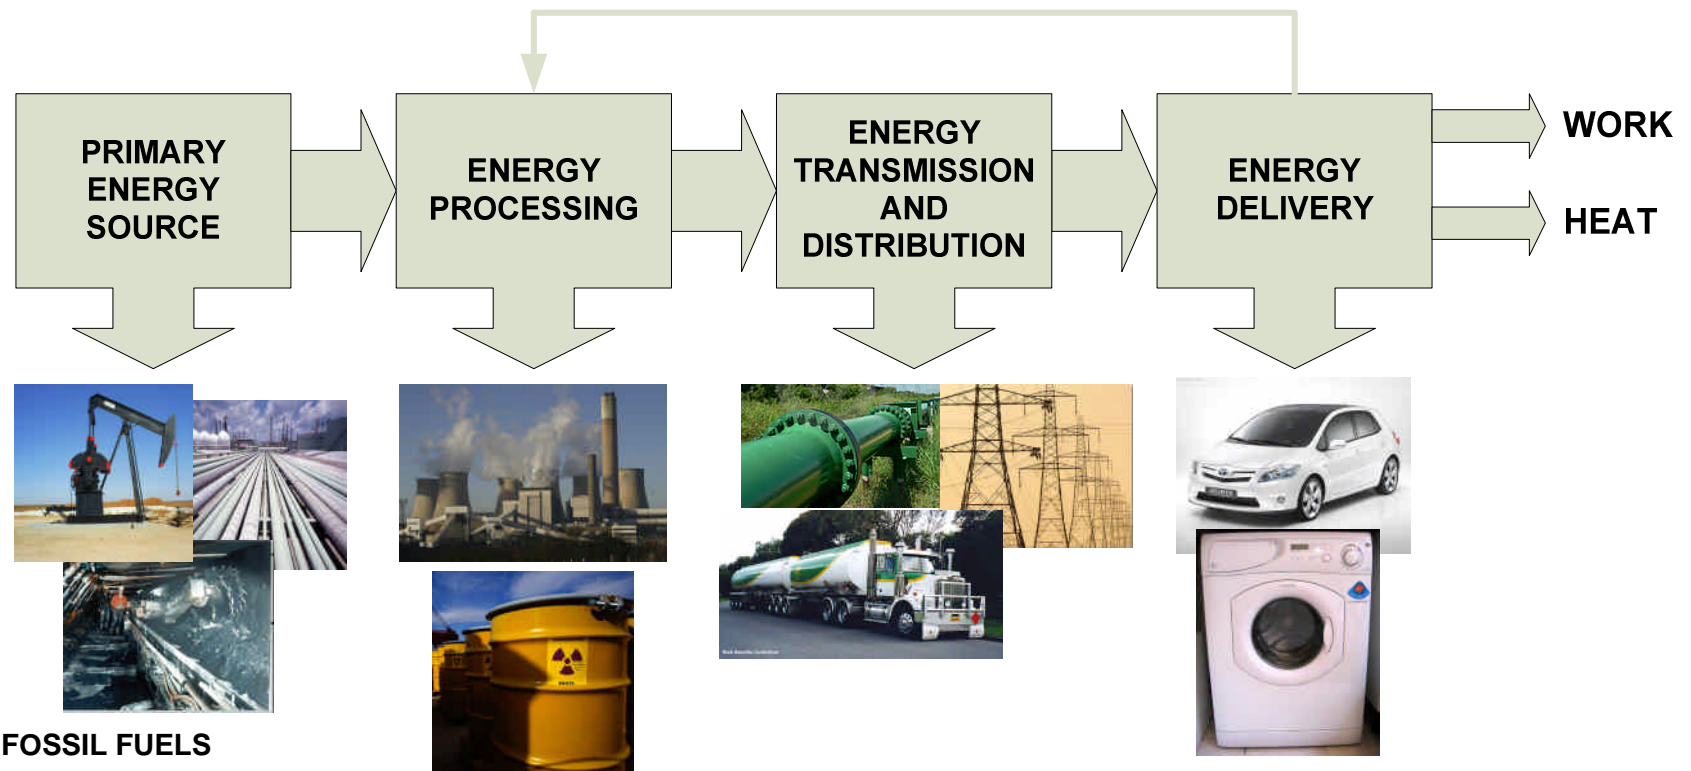 PRIMARY
ENERGY
SOURCE
ENERGY
PROCESSING
ENERGY
TRANSMISSION
AND
DISTRIBUTION
ENERGY
DELIVERY
WORK
HEAT
FOSSIL FUELS